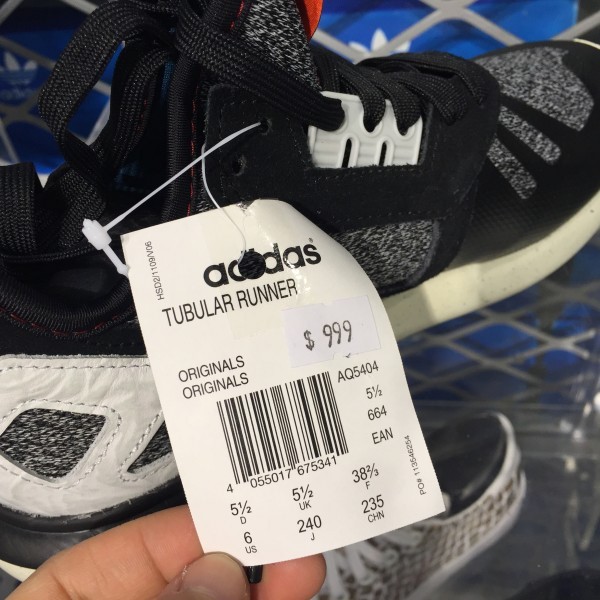 HSD2/1109/V06
adidas
TUBULAR RUNNER
$ 999
ORIGINALS
ORIGINALS
AQ5404
5½
664
EAN
4 055017 675341
5½ 5½ 38⅔
D UK F
6 240 235
US J CHN
PO# 113546254